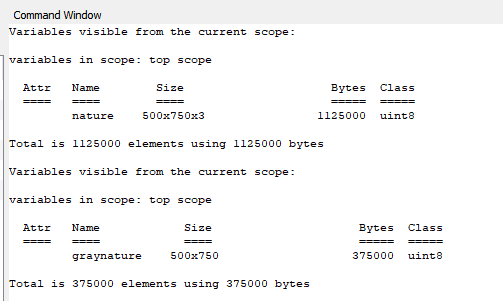 Command Window
Variables visible from the current scope:
variables in scope: top scope
Attr Name Size Bytes Class
==== ==== ==== ===== =====
nature 500x750x3 1125000 uint8
Total is 1125000 elements using 1125000 bytes
Variables visible from the current scope:
variables in scope: top scope
Attr Name Size Bytes Class
==== ==== ==== ===== =====
graynature 500x750 375000 uint8
Total is 375000 elements using 375000 bytes